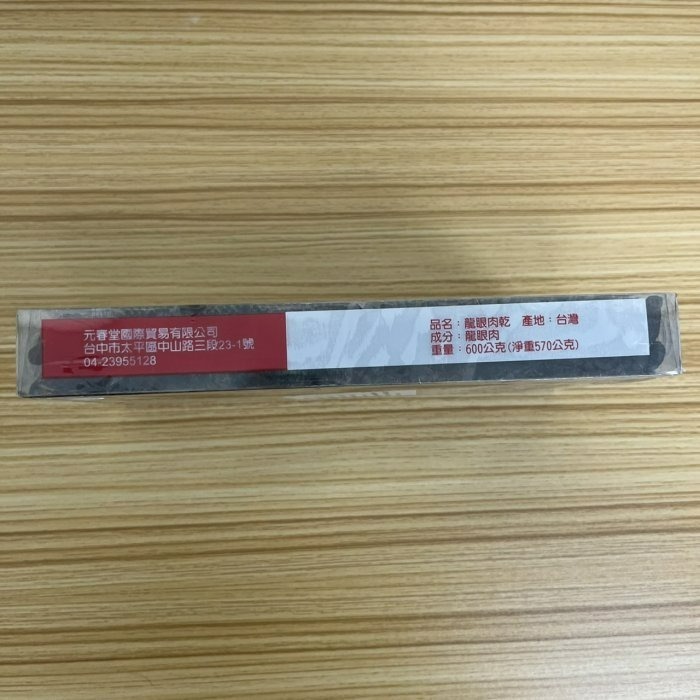 元春堂國際貿易有限公司
台中市太平區中山路三段23-1號
04-23955128
品名：龍眼肉乾 產地：台灣
成分：龍眼肉
重量：600公克(淨重570公克)